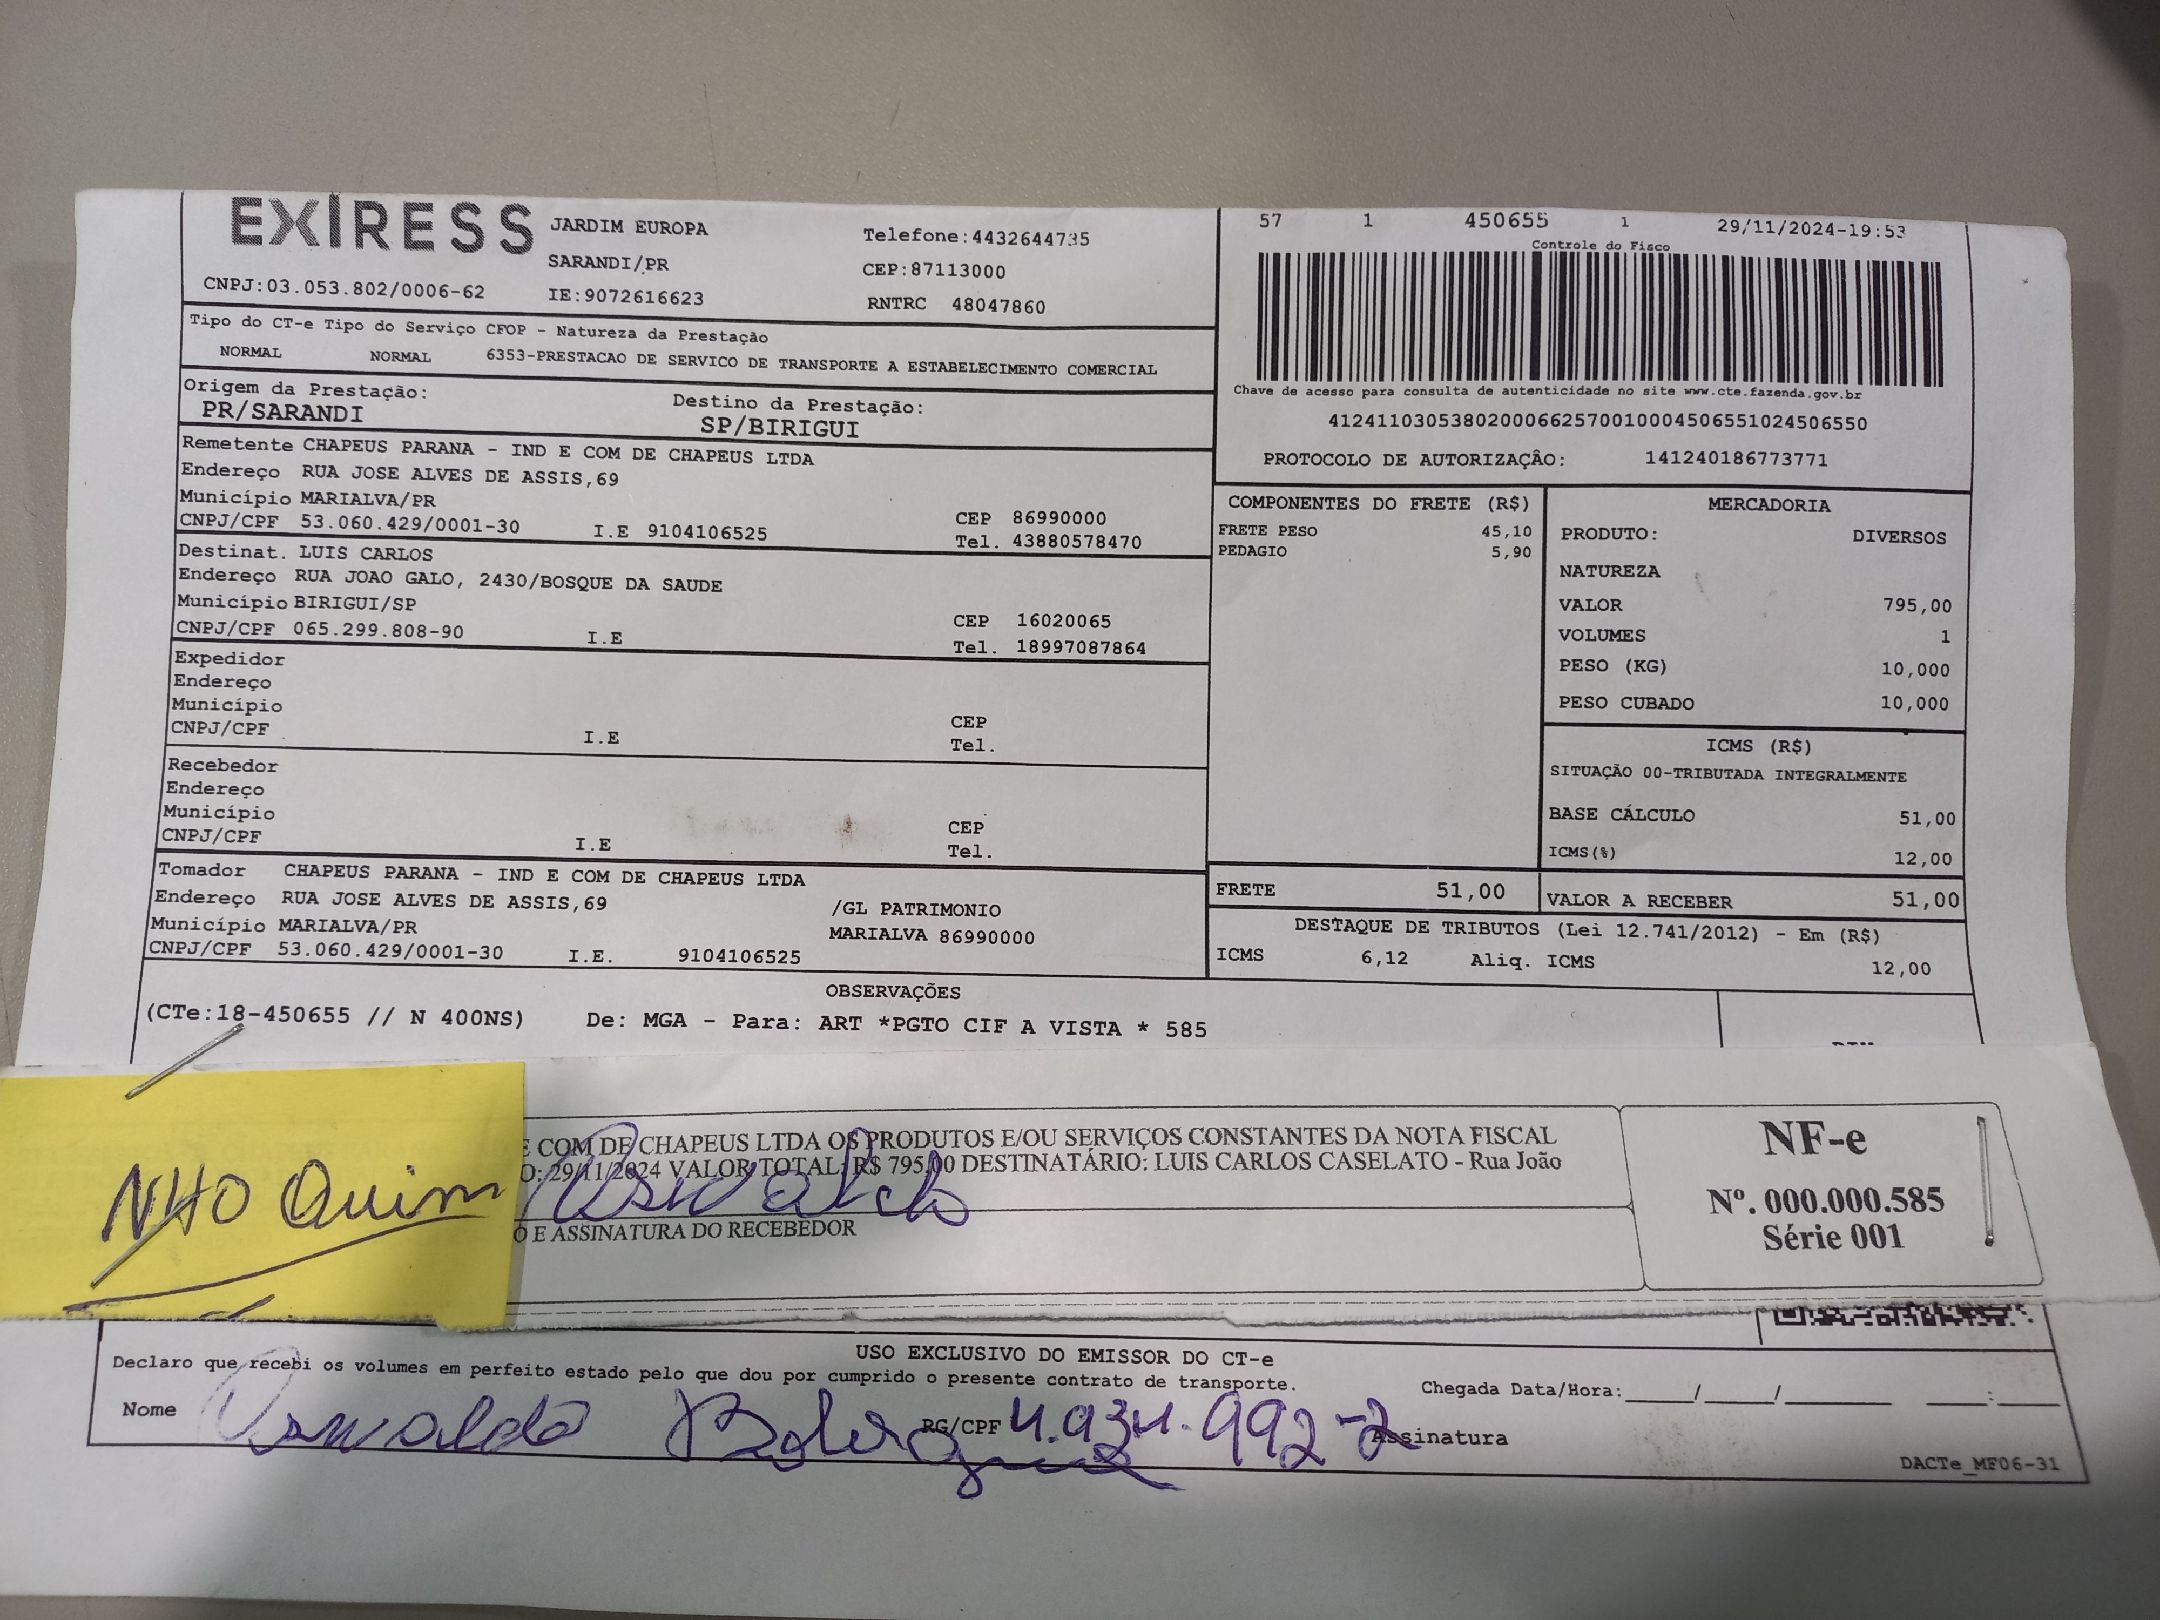 EXPRESS
JARDIM EUROPA
Telefone:4432644735
SARANDI/PR
CEP:87113000
CNPJ:03.053.802/0006-62
IE:9072616623
RNTRC 48047860
57 1 450655 1 29/11/2024-19:53
Controle do Fisco
Chave de acesso para consulta de autenticidade no site www.cte.fazenda.gov.br
41241103053802000662570010004506551024506550
PROTOCOLO DE AUTORIZAÇÂO: 141240186773771
Tipo do CT-e Tipo do Serviço CFOP - Natureza da Prestação
NORMAL NORMAL 6353-PRESTACAO DE SERVICO DE TRANSPORTE A ESTABELECIMENTO COMERCIAL
Origem da Prestação: Destino da Prestação:
PR/SARANDI SP/BIRIGUI
Remetente CHAPEUS PARANA - IND E COM DE CHAPEUS LTDA
Endereço RUA JOSE ALVES DE ASSIS,69
Município MARIALVA/PR CEP 86990000
CNPJ/CPF 53.060.429/0001-30 I.E 9104106525 Tel. 43880578470
Destinat. LUIS CARLOS
Endereço RUA JOAO GALO, 2430/BOSQUE DA SAUDE
Município BIRIGUI/SP CEP 16020065
CNPJ/CPF 065.299.808-90 I.E Tel. 18997087864
Expedidor
Endereço
Município CEP
CNPJ/CPF I.E Tel.
Recebedor
Endereço
Município CEP
CNPJ/CPF I.E Tel.
Tomador CHAPEUS PARANA - IND E COM DE CHAPEUS LTDA
Endereço RUA JOSE ALVES DE ASSIS,69 /GL PATRIMONIO
Município MARIALVA/PR MARIALVA 86990000
CNPJ/CPF 53.060.429/0001-30 I.E. 9104106525
COMPONENTES DO FRETE (R$)
FRETE PESO 45,10
PEDAGIO 5,90
MERCADORIA
PRODUTO: DIVERSOS
NATUREZA
VALOR 795,00
VOLUMES 1
PESO (KG) 10,000
PESO CUBADO 10,000
ICMS (R$)
SITUAÇÃO 00-TRIBUTADA INTEGRALMENTE
BASE CÁLCULO 51,00
ICMS(%) 12,00
FRETE 51,00 VALOR A RECEBER 51,00
DESTAQUE DE TRIBUTOS (Lei 12.741/2012) - Em (R$)
ICMS 6,12 Aliq. ICMS 12,00
OBSERVAÇÕES
(CTe:18-450655 // N 400NS) De: MGA - Para: ART *PGTO CIF A VISTA * 585
NHO Quim
E COM DE CHAPEUS LTDA OS PRODUTOS E/OU SERVIÇOS CONSTANTES DA NOTA FISCAL
O: 29/11/2024 VALOR TOTAL: R$ 795,00 DESTINATÁRIO: LUIS CARLOS CASELATO - Rua João
Oswaldo
O E ASSINATURA DO RECEBEDOR
NF-e
Nº. 000.000.585
Série 001
USO EXCLUSIVO DO EMISSOR DO CT-e
Declaro que recebi os volumes em perfeito estado pelo que dou por cumprido o presente contrato de transporte.
Chegada Data/Hora:____/____/______ ____:____
Nome Oswaldo RG/CPF 4.934.992-2 Assinatura
DACTe_MF06-31